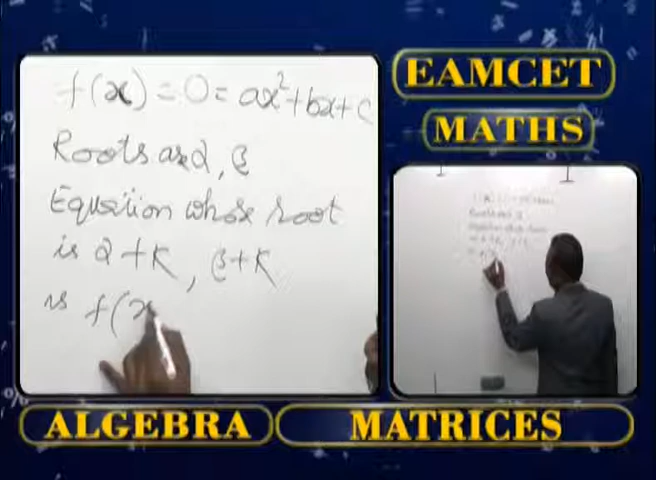 f(x) = 0 = ax² + bx + c
Roots are α, β
Equation whose root
is α + K, β + K
is f(x
EAMCET
MATHS
ALGEBRA
MATRICES